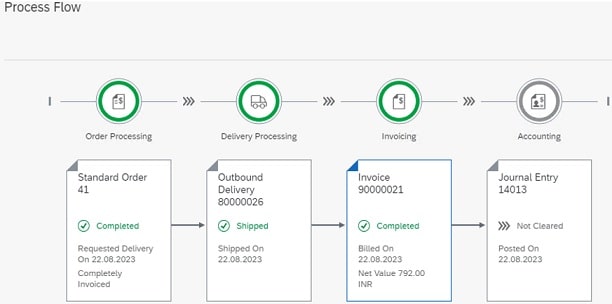 Process Flow
Order Processing
Delivery Processing
Invoicing
Accounting
Standard Order
41
Completed
Requested Delivery
On 22.08.2023
Completely
Invoiced
Outbound
Delivery
80000026
Shipped
Shipped On
22.08.2023
Invoice
90000021
Completed
Billed On
22.08.2023
Net Value 792.00
INR
Journal Entry
14013
Not Cleared
Posted On
22.08.2023